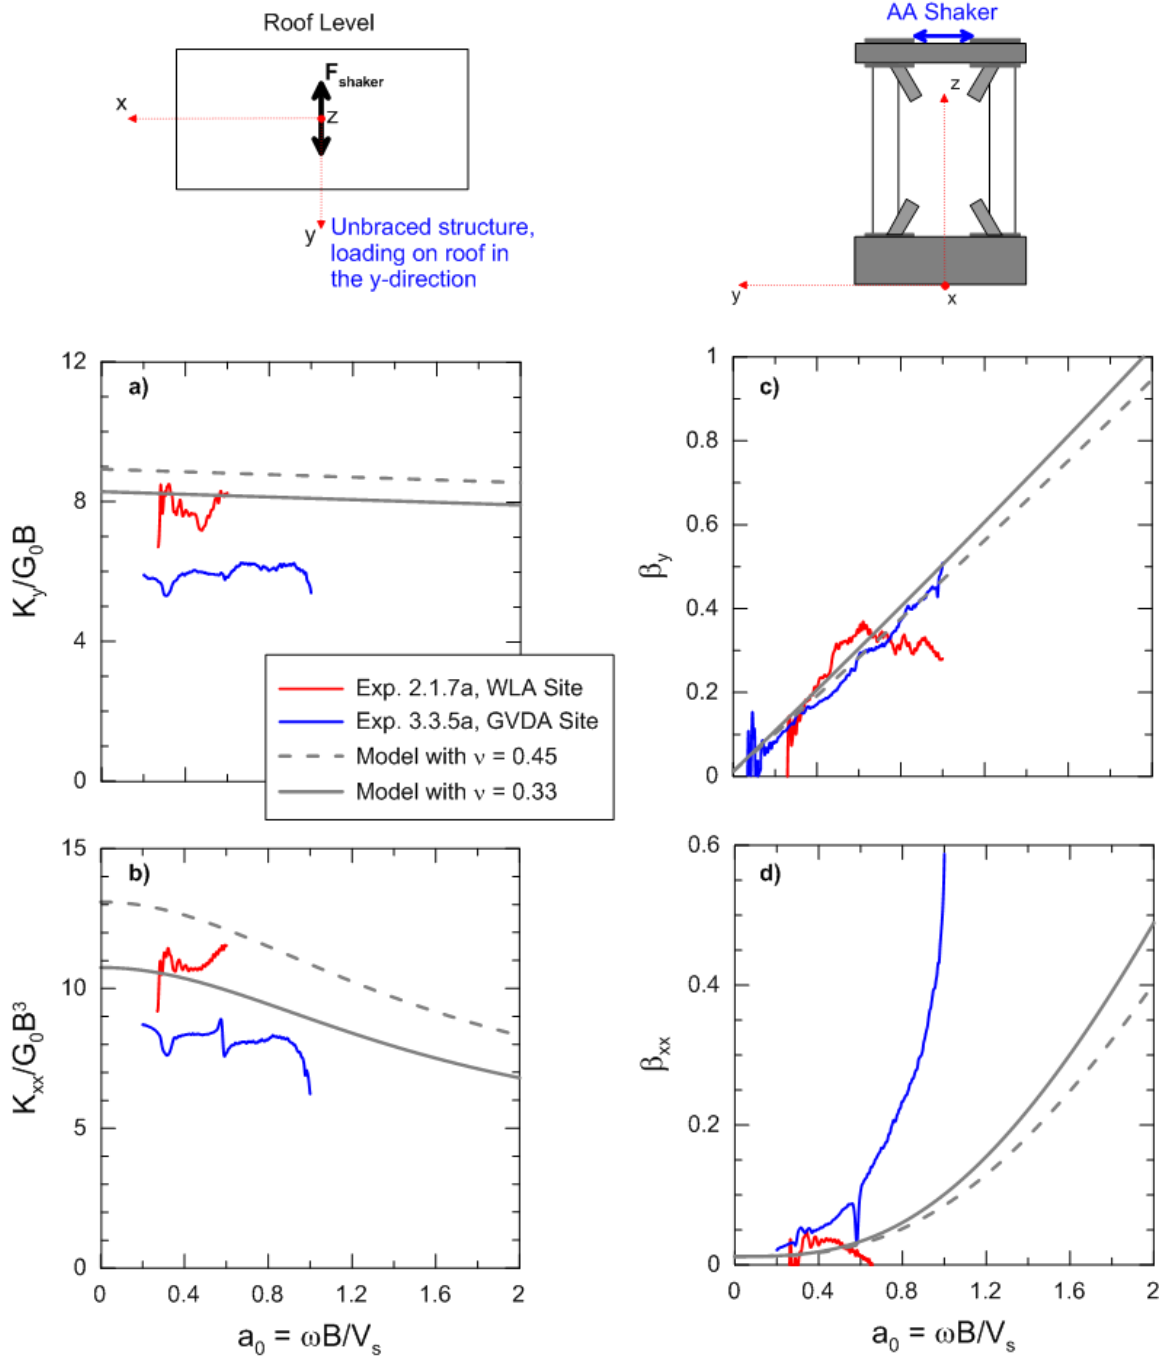 Roof Level
F shaker
x
z
y
Unbraced structure,
loading on roof in
the y-direction
AA Shaker
z
y
x
a)
12
8
4
0
K_y/G_0B
Exp. 2.1.7a, WLA Site
Exp. 3.3.5a, GVDA Site
Model with ν = 0.45
Model with ν = 0.33
c)
1
0.8
0.6
0.4
0.2
0
β_y
b)
15
10
5
0
K_xx/G_0B^3
0 0.4 0.8 1.2 1.6 2
a_0 = ωB/V_s
d)
0.6
0.4
0.2
0
β_xx
0 0.4 0.8 1.2 1.6 2
a_0 = ωB/V_s